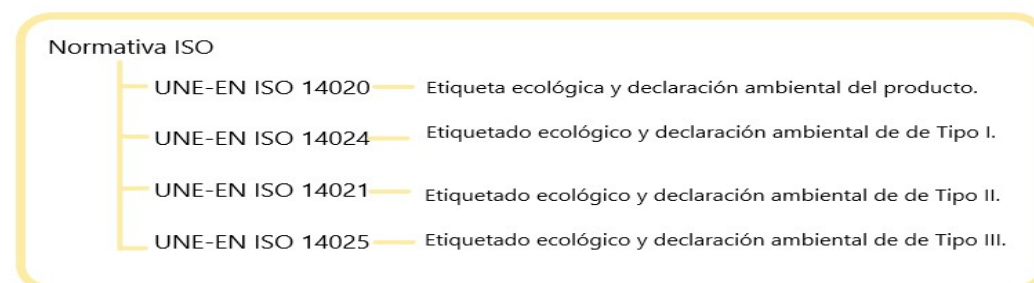 Normativa ISO
UNE-EN ISO 14020 Etiqueta ecológica y declaración ambiental del producto.
UNE-EN ISO 14024 Etiquetado ecológico y declaración ambiental de de Tipo I.
UNE-EN ISO 14021 Etiquetado ecológico y declaración ambiental de de Tipo II.
UNE-EN ISO 14025 Etiquetado ecológico y declaración ambiental de de Tipo III.